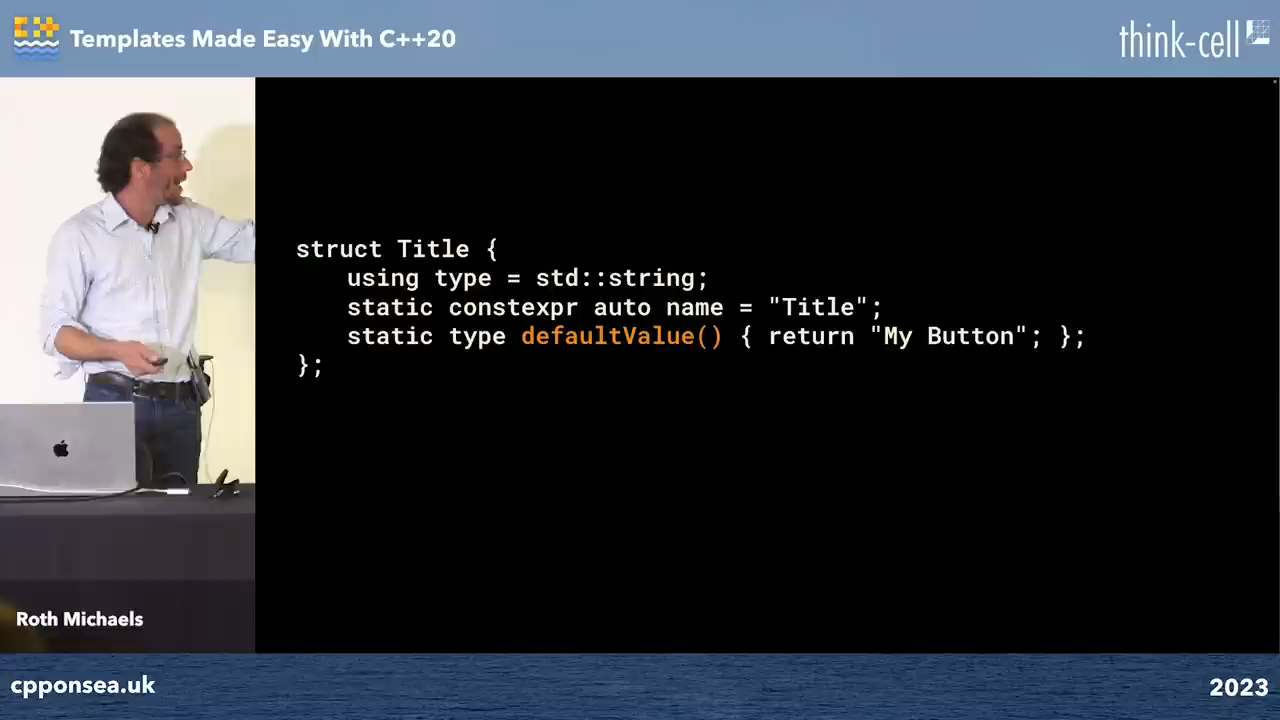 Templates Made Easy With C++20
think-cell
struct Title {
    using type = std::string;
    static constexpr auto name = "Title";
    static type defaultValue() { return "My Button"; };
};
Roth Michaels
cpponsea.uk
2023